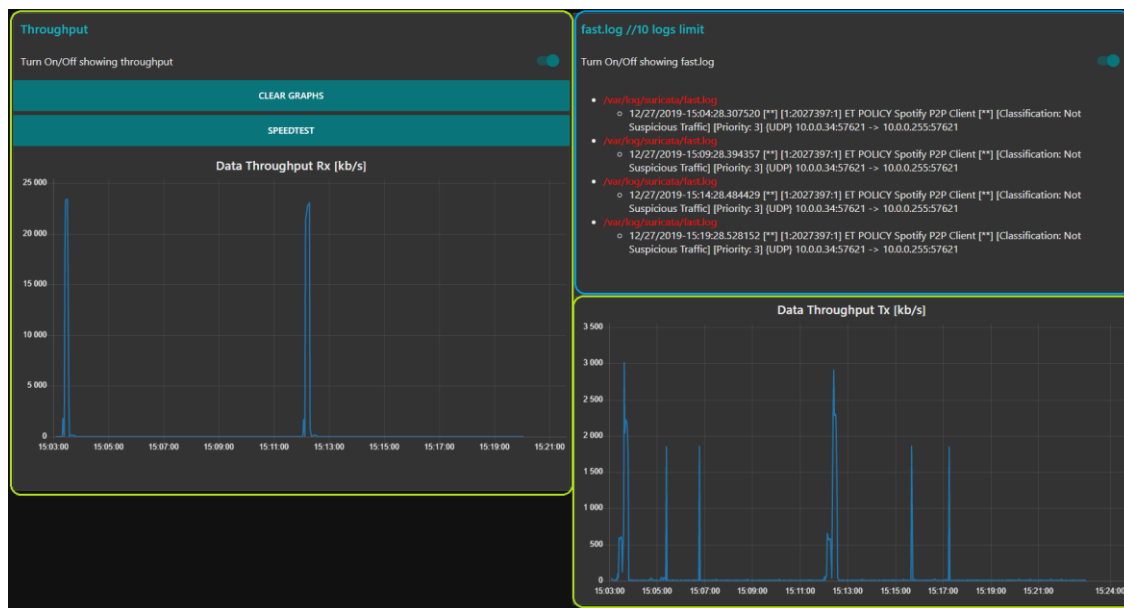 Throughput
Turn On/Off showing throughput
CLEAR GRAPHS
SPEEDTEST
Data Throughput Rx [kb/s]
25 000
20 000
15 000
10 000
5 000
0
15:03:00 15:05:00 15:07:00 15:09:00 15:11:00 15:13:00 15:15:00 15:17:00 15:19:00 15:21:00
fast.log //10 logs limit
Turn On/Off showing fast.log
/var/log/suricata/fast.log
12/27/2019-15:04:28.307520 [**] [1:2027397:1] ET POLICY Spotify P2P Client [**] [Classification: Not
Suspicious Traffic] [Priority: 3] {UDP} 10.0.0.34:57621 -> 10.0.0.255:57621
/var/log/suricata/fast.log
12/27/2019-15:09:28.394357 [**] [1:2027397:1] ET POLICY Spotify P2P Client [**] [Classification: Not
Suspicious Traffic] [Priority: 3] {UDP} 10.0.0.34:57621 -> 10.0.0.255:57621
/var/log/suricata/fast.log
12/27/2019-15:14:28.484429 [**] [1:2027397:1] ET POLICY Spotify P2P Client [**] [Classification: Not
Suspicious Traffic] [Priority: 3] {UDP} 10.0.0.34:57621 -> 10.0.0.255:57621
/var/log/suricata/fast.log
12/27/2019-15:19:28.528152 [**] [1:2027397:1] ET POLICY Spotify P2P Client [**] [Classification: Not
Suspicious Traffic] [Priority: 3] {UDP} 10.0.0.34:57621 -> 10.0.0.255:57621
Data Throughput Tx [kb/s]
3 500
3 000
2 500
2 000
1 500
1 000
500
0
15:03:00 15:05:00 15:07:00 15:09:00 15:11:00 15:13:00 15:15:00 15:17:00 15:19:00 15:21:00 15:24:00